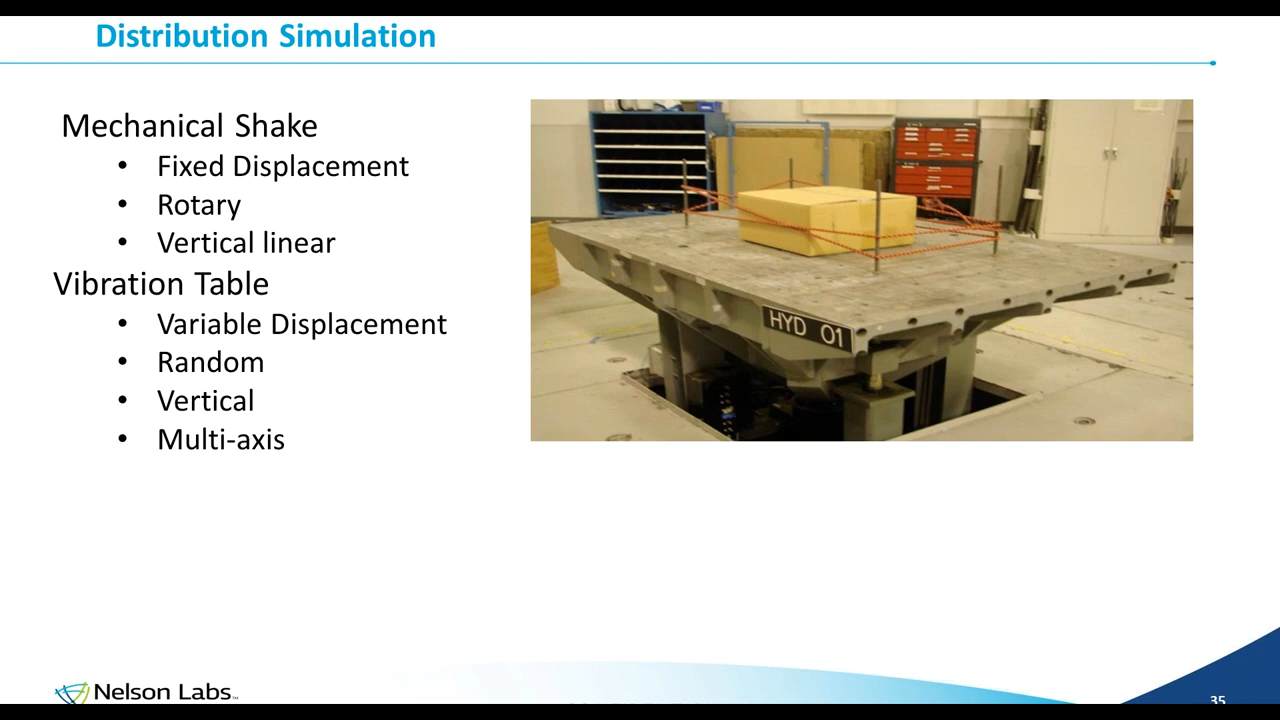 Distribution Simulation
Mechanical Shake
• Fixed Displacement
• Rotary
• Vertical linear
Vibration Table
• Variable Displacement
• Random
• Vertical
• Multi-axis
HYD 01
Nelson Labs™
35